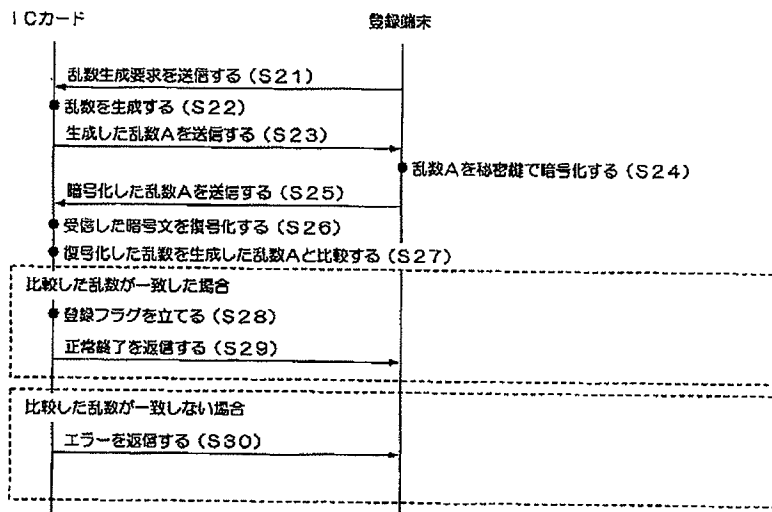 ICカード
登録端末
乱数生成要求を送信する（S21）
乱数を生成する（S22）
生成した乱数Aを送信する（S23）
乱数Aを秘密鍵で暗号化する（S24）
暗号化した乱数Aを送信する（S25）
受信した暗号文を復号化する（S26）
復号化した乱数を生成した乱数Aと比較する（S27）
比較した乱数が一致した場合
登録フラグを立てる（S28）
正常終了を返信する（S29）
比較した乱数が一致しない場合
エラーを返信する（S30）